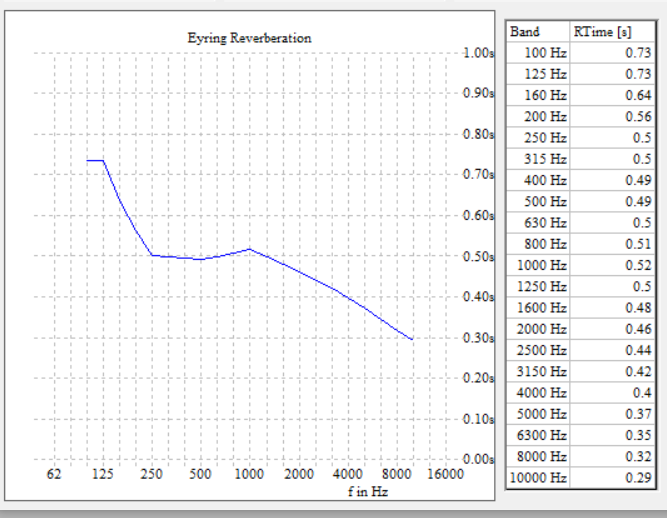 Eyring Reverberation
1.00s
0.90s
0.80s
0.70s
0.60s
0.50s
0.40s
0.30s
0.20s
0.10s
0.00s
62 125 250 500 1000 2000 4000 8000 16000
f in Hz
Band RTime [s]
100 Hz 0.73
125 Hz 0.73
160 Hz 0.64
200 Hz 0.56
250 Hz 0.5
315 Hz 0.5
400 Hz 0.49
500 Hz 0.49
630 Hz 0.5
800 Hz 0.51
1000 Hz 0.52
1250 Hz 0.5
1600 Hz 0.48
2000 Hz 0.46
2500 Hz 0.44
3150 Hz 0.42
4000 Hz 0.4
5000 Hz 0.37
6300 Hz 0.35
8000 Hz 0.32
10000 Hz 0.29